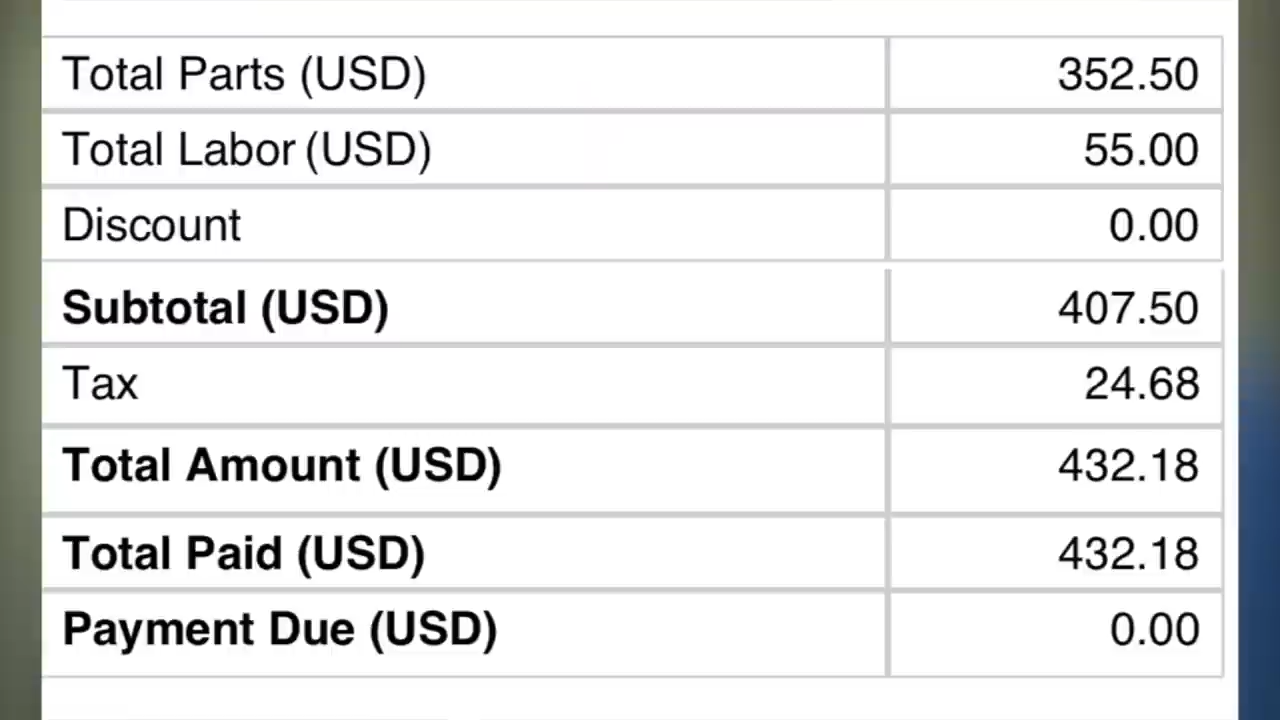 Total Parts (USD) 352.50
Total Labor (USD) 55.00
Discount 0.00
Subtotal (USD) 407.50
Tax 24.68
Total Amount (USD) 432.18
Total Paid (USD) 432.18
Payment Due (USD) 0.00